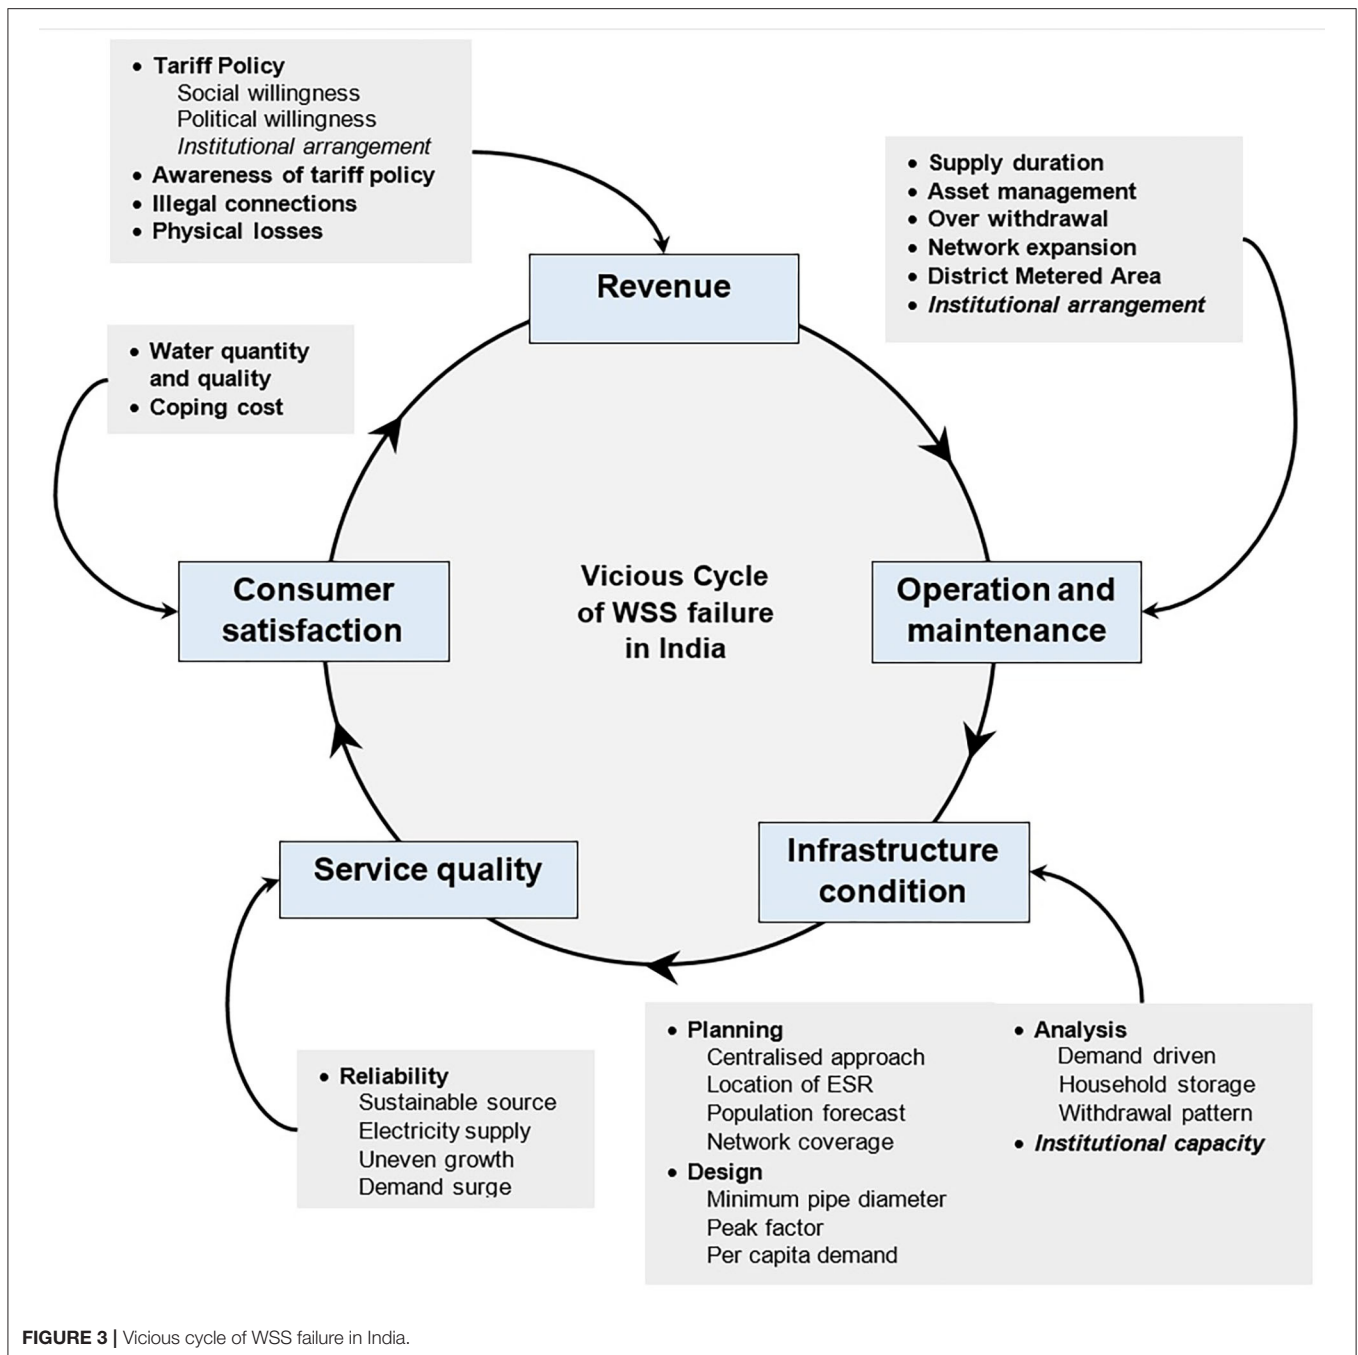 • Tariff Policy
Social willingness
Political willingness
Institutional arrangement
• Awareness of tariff policy
• Illegal connections
• Physical losses
• Supply duration
• Asset management
• Over withdrawal
• Network expansion
• District Metered Area
• Institutional arrangement
Revenue
• Water quantity
and quality
• Coping cost
Consumer
satisfaction
Vicious Cycle
of WSS failure
in India
Operation and
maintenance
Service quality
Infrastructure
condition
• Reliability
Sustainable source
Electricity supply
Uneven growth
Demand surge
• Planning
Centralised approach
Location of ESR
Population forecast
Network coverage
• Design
Minimum pipe diameter
Peak factor
Per capita demand
• Analysis
Demand driven
Household storage
Withdrawal pattern
• Institutional capacity
FIGURE 3 | Vicious cycle of WSS failure in India.